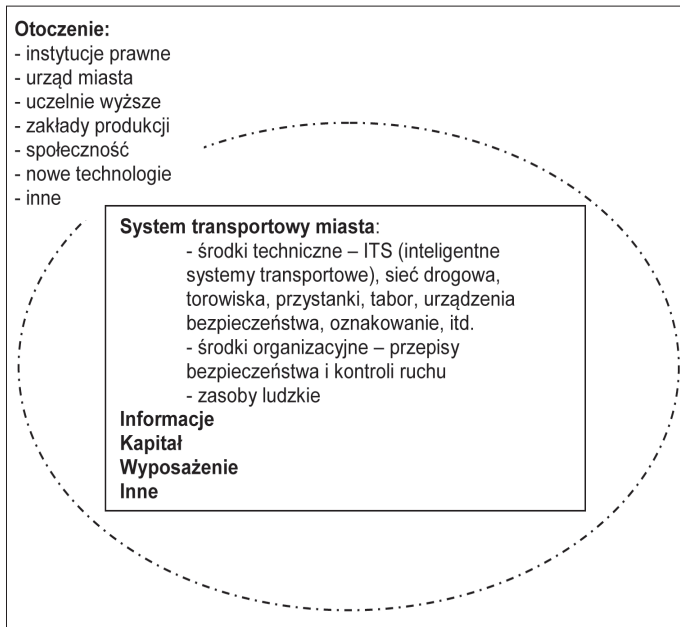 Otoczenie:
- instytucje prawne
- urząd miasta
- uczelnie wyższe
- zakłady produkcji
- społeczność
- nowe technologie
- inne
System transportowy miasta:
- środki techniczne – ITS (inteligentne
systemy transportowe), sieć drogowa,
torowiska, przystanki, tabor, urządzenia
bezpieczeństwa, oznakowanie, itd.
- środki organizacyjne – przepisy
bezpieczeństwa i kontroli ruchu
- zasoby ludzkie
Informacje
Kapitał
Wyposażenie
Inne